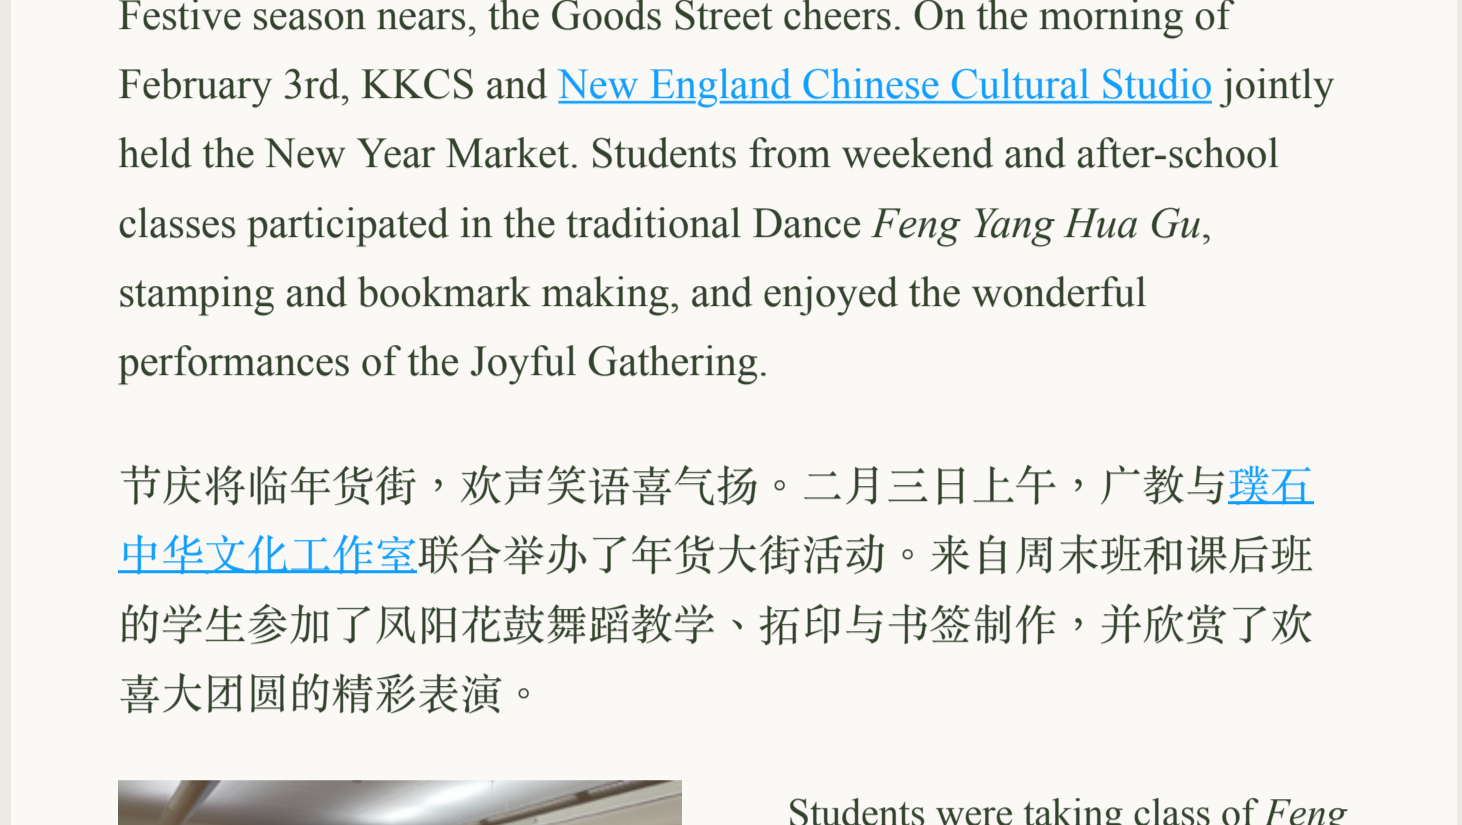 Festive season nears, the Goods Street cheers. On the morning of
February 3rd, KKCS and New England Chinese Cultural Studio jointly
held the New Year Market. Students from weekend and after-school
classes participated in the traditional Dance Feng Yang Hua Gu,
stamping and bookmark making, and enjoyed the wonderful
performances of the Joyful Gathering.
节庆将临年货街，欢声笑语喜气扬。二月三日上午，广教与璞石
中华文化工作室联合举办了年货大街活动。来自周末班和课后班
的学生参加了凤阳花鼓舞蹈教学、拓印与书签制作，并欣赏了欢
喜大团圆的精彩表演。
Students were taking class of Feng